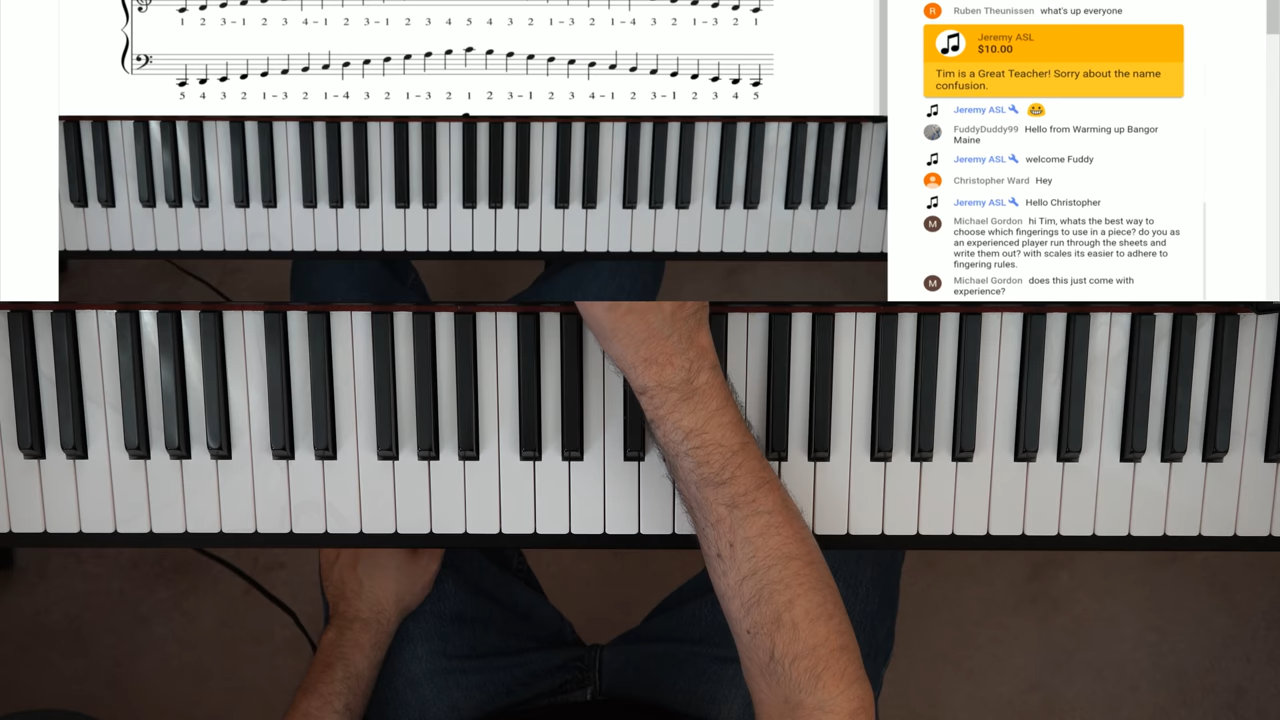 1 2 3-1 2 3 4-1 2 3-1 2 3 4 5 4 3 2 1-3 2 1-4 3 2 1-3 2 1
5 4 3 2 1-3 2 1-4 3 2 1-3 2 1 2 3-1 2 3 4-1 2 3-1 2 3 4 5
Ruben Theunissen what's up everyone
Jeremy ASL
$10.00
Tim is a Great Teacher! Sorry about the name
confusion.
Jeremy ASL
FuddyDuddy99 Hello from Warming up Bangor
Maine
Jeremy ASL welcome Fuddy
Christopher Ward Hey
Jeremy ASL Hello Christopher
Michael Gordon hi Tim, whats the best way to
choose which fingerings to use in a piece? do you as
an experienced player run through the sheets and
write them out? with scales its easier to adhere to
fingering rules.
Michael Gordon does this just come with
experience?
R
M
M